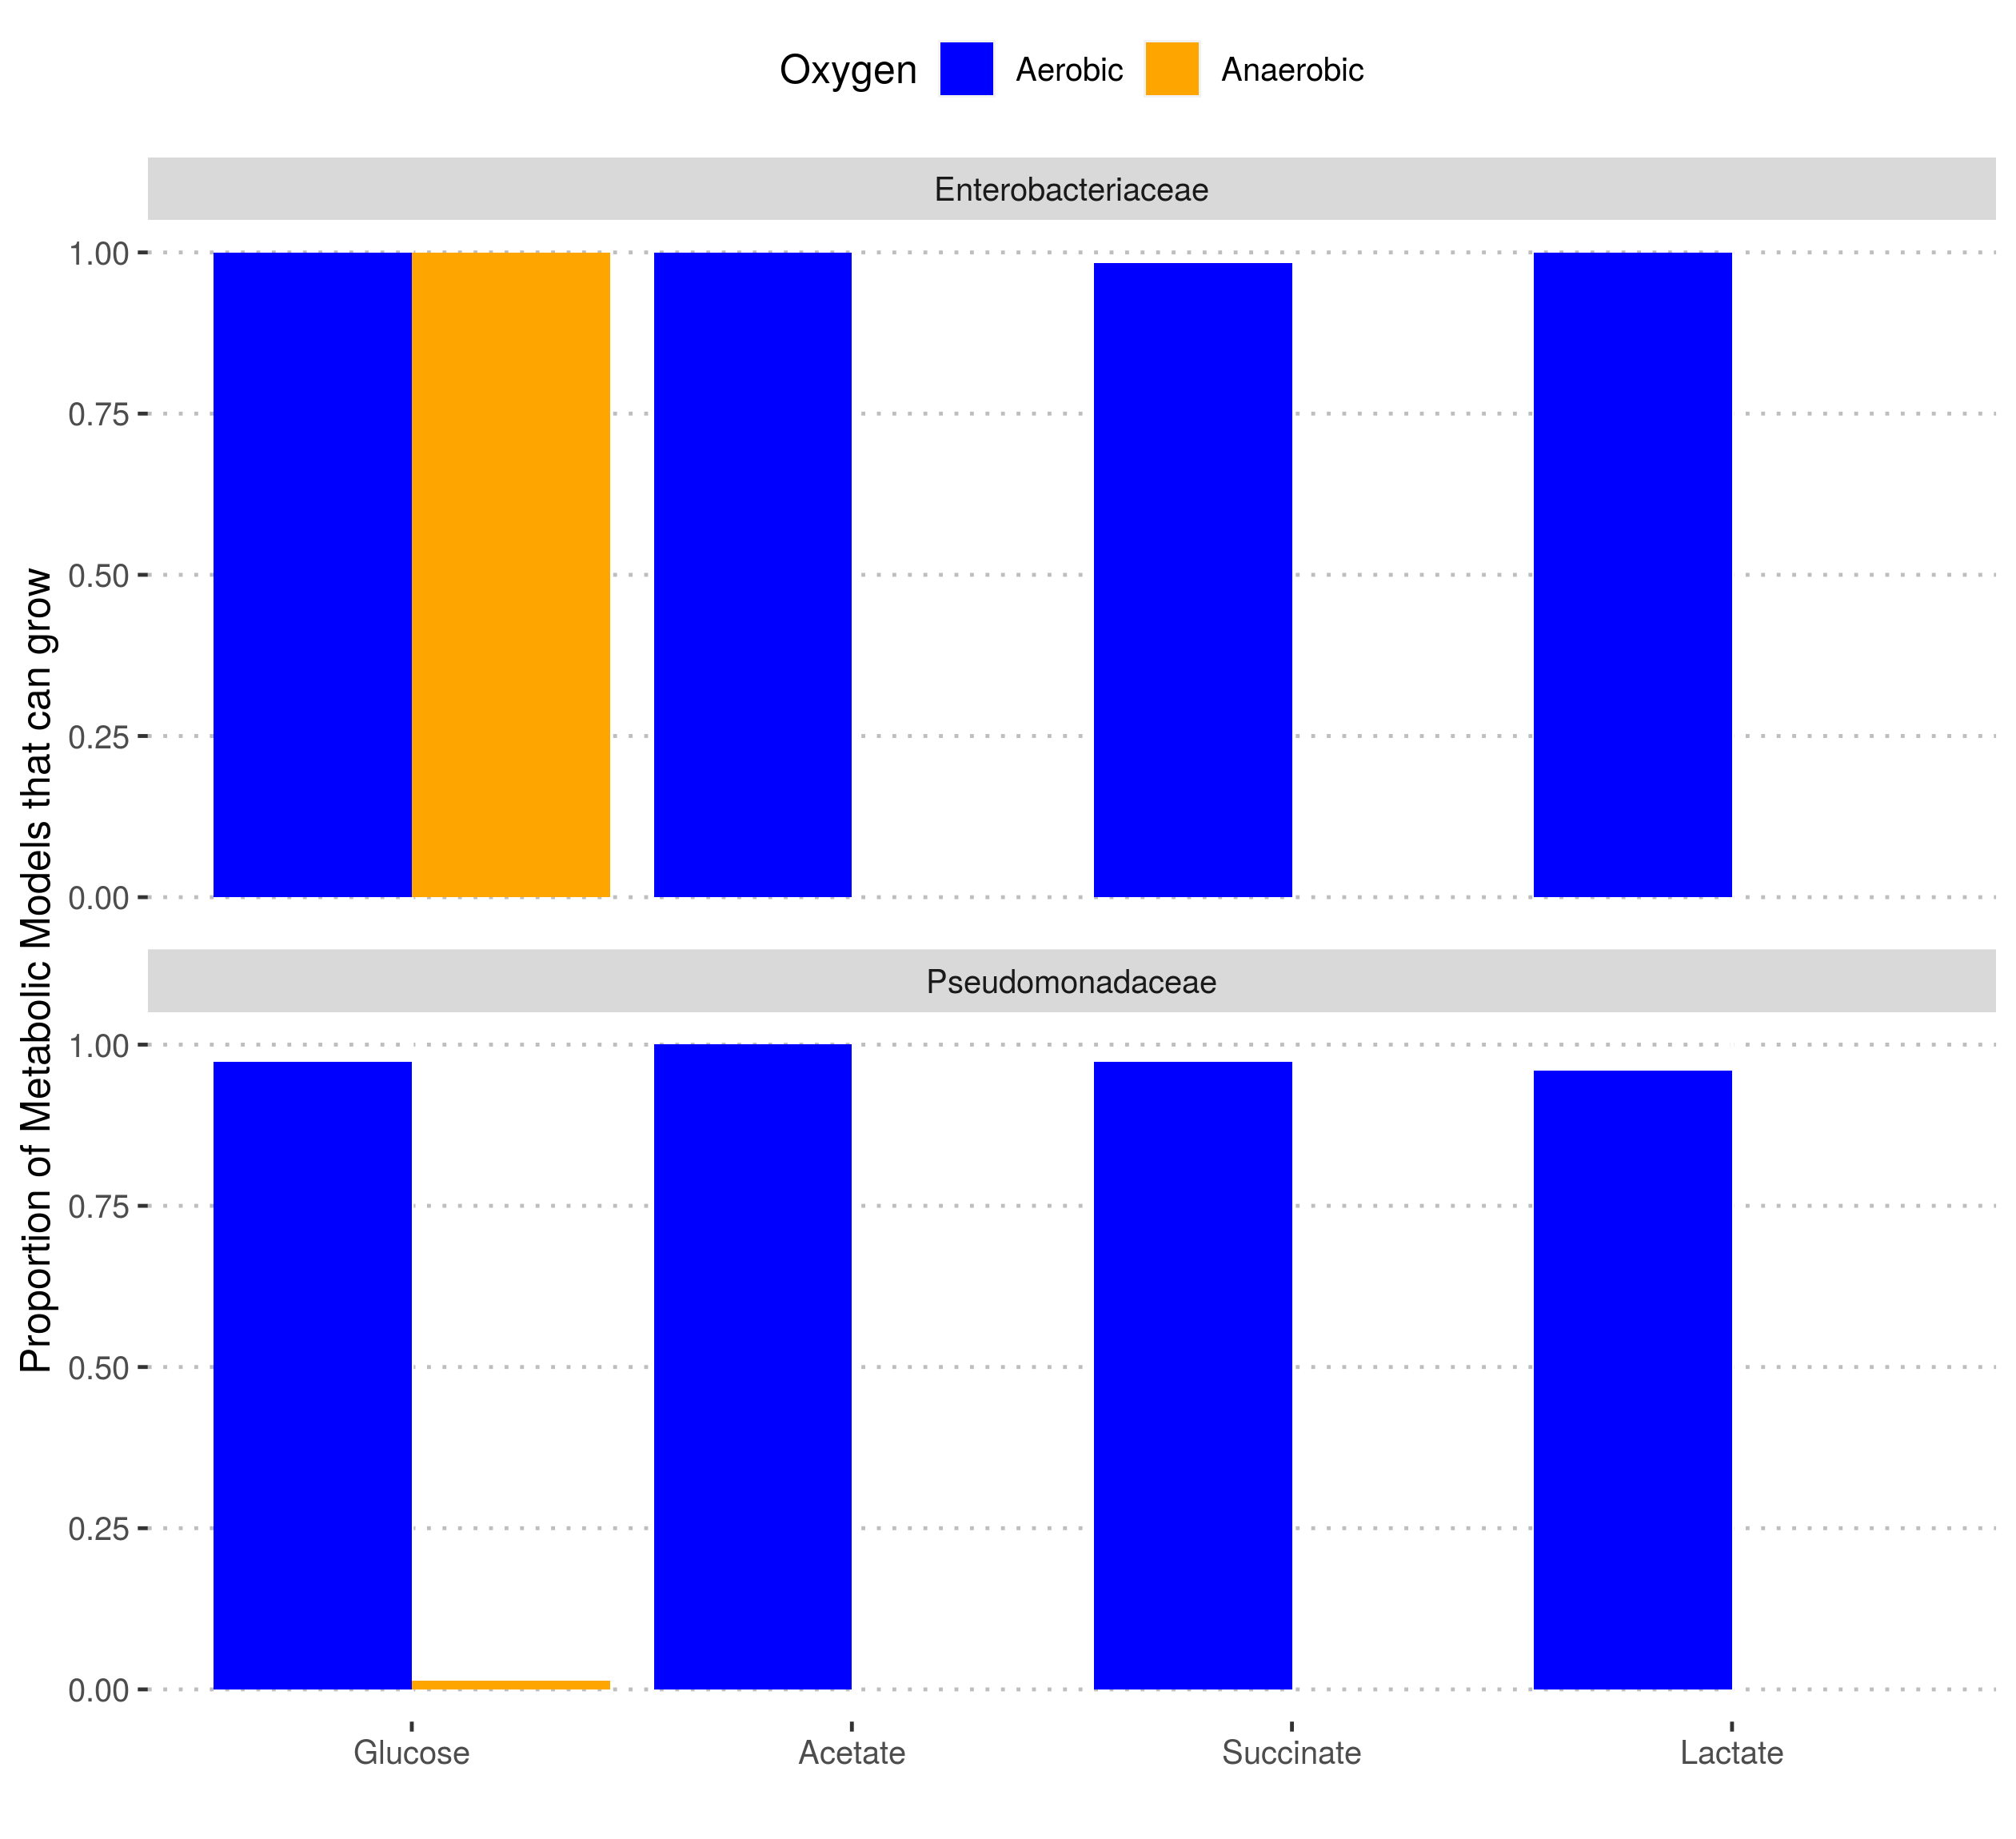 Oxygen Aerobic Anaerobic
Enterobacteriaceae
1.00
0.75
0.50
0.25
0.00
Proportion of Metabolic Models that can grow
Pseudomonadaceae
1.00
0.75
0.50
0.25
0.00
Glucose Acetate Succinate Lactate